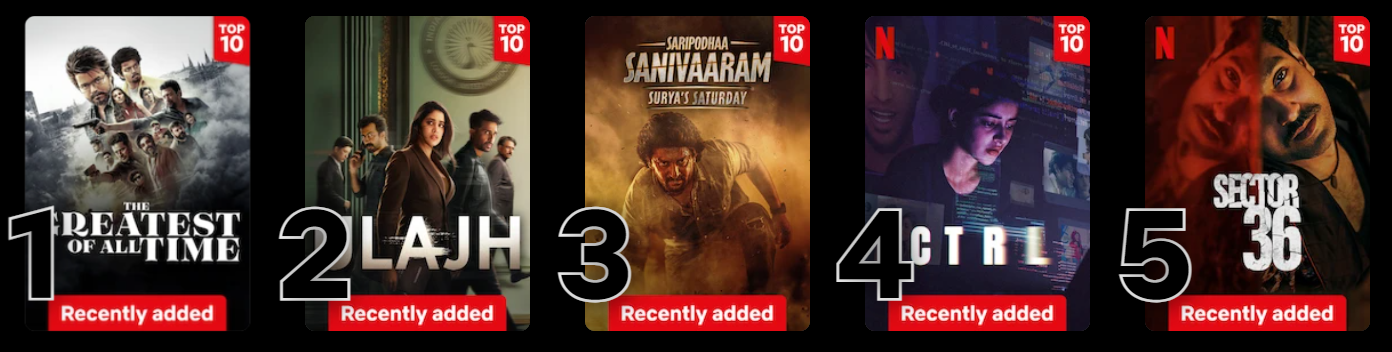 TOP
10
THE
GREATEST
OF ALL TIME
1
Recently added
TOP
10
ULAJH
2
Recently added
TOP
10
SARIPODHAA
SANIVAARAM
SURYA'S SATURDAY
3
Recently added
N
TOP
10
CTRL
4
Recently added
N
TOP
10
SECTOR
36
5
Recently added